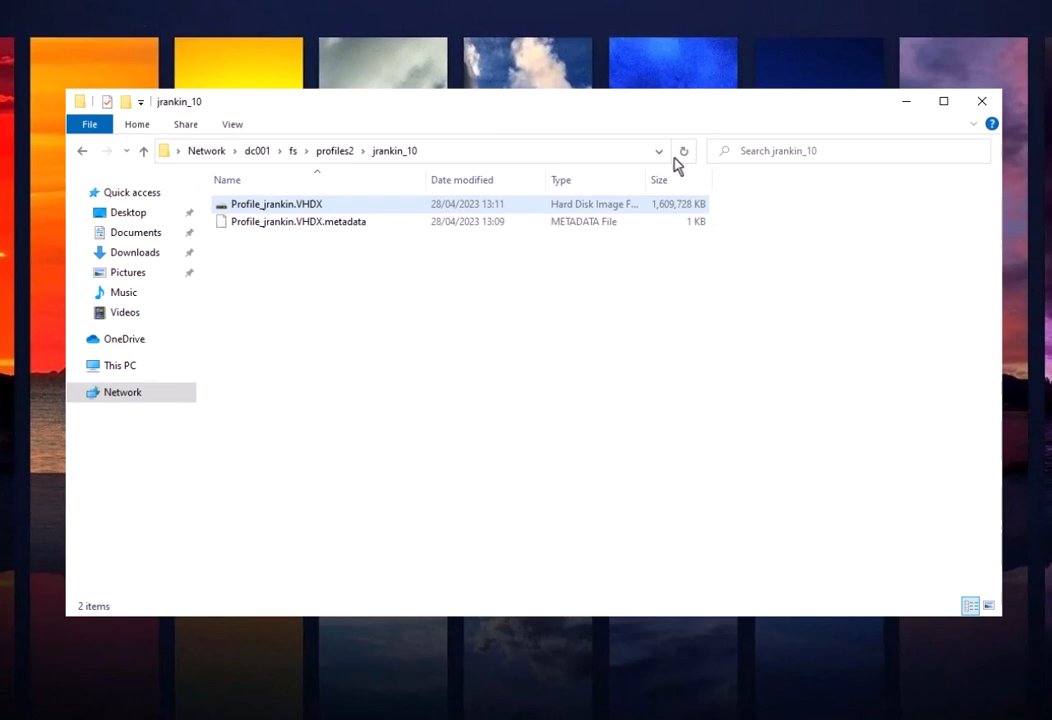 jrankin_10
File Home Share View
Network dc001 fs profiles2 jrankin_10 Search jrankin_10
Name Date modified Type Size
Profile_jrankin.VHDX 28/04/2023 13:11 Hard Disk Image F... 1,609,728 KB
Profile_jrankin.VHDX.metadata 28/04/2023 13:09 METADATA File 1 KB
Quick access
Desktop
Documents
Downloads
Pictures
Music
Videos
OneDrive
This PC
Network
2 items